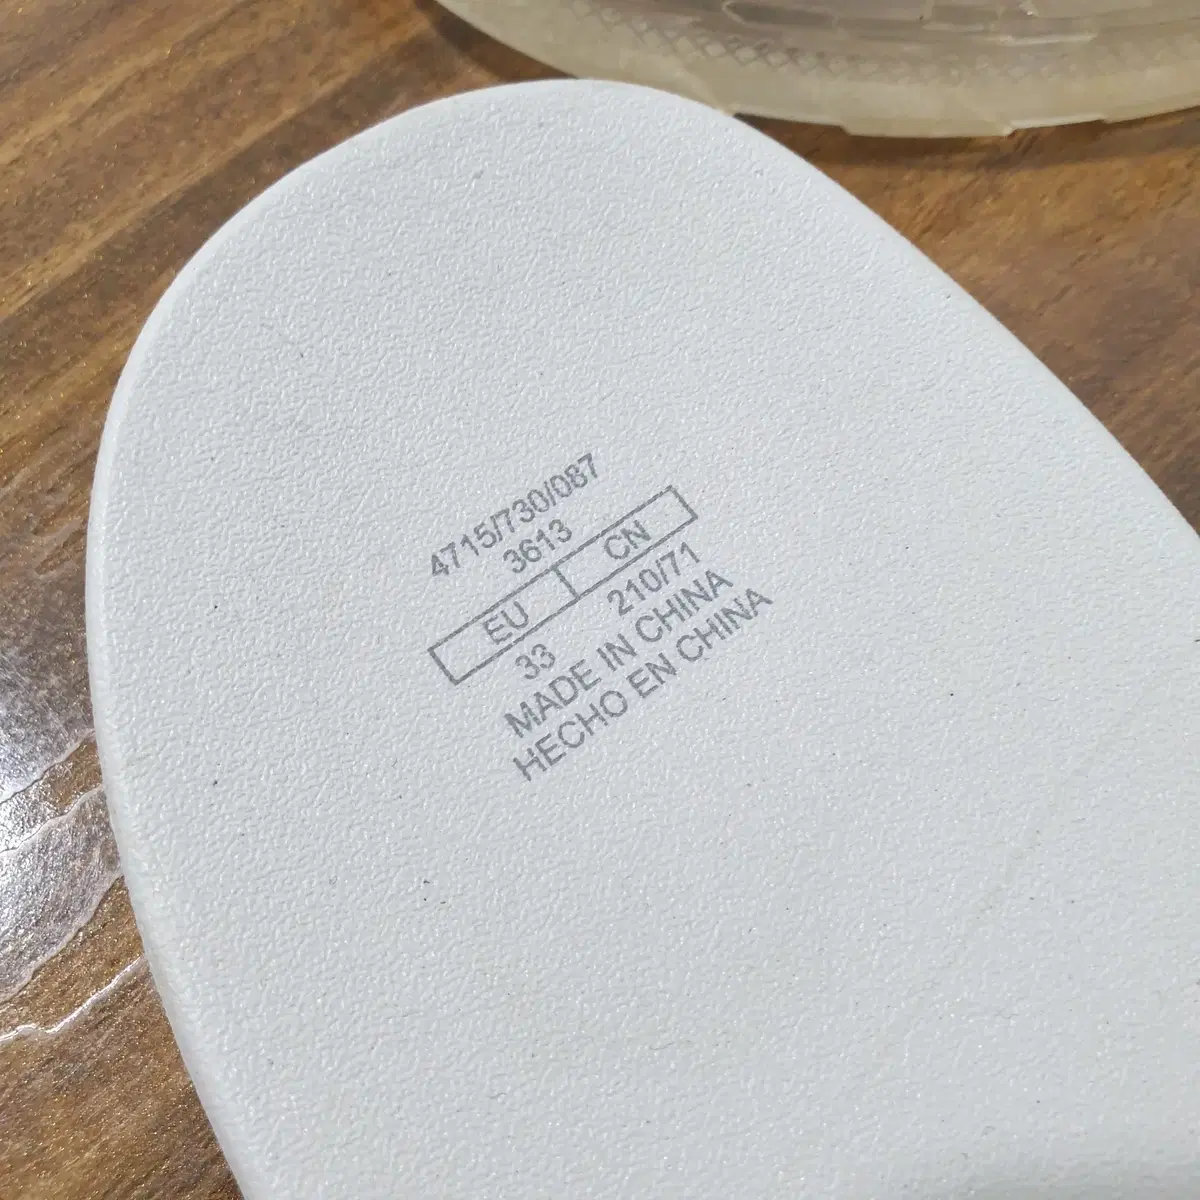 4715/730/087
3613
EU CN
33 210/71
MADE IN CHINA
HECHO EN CHINA